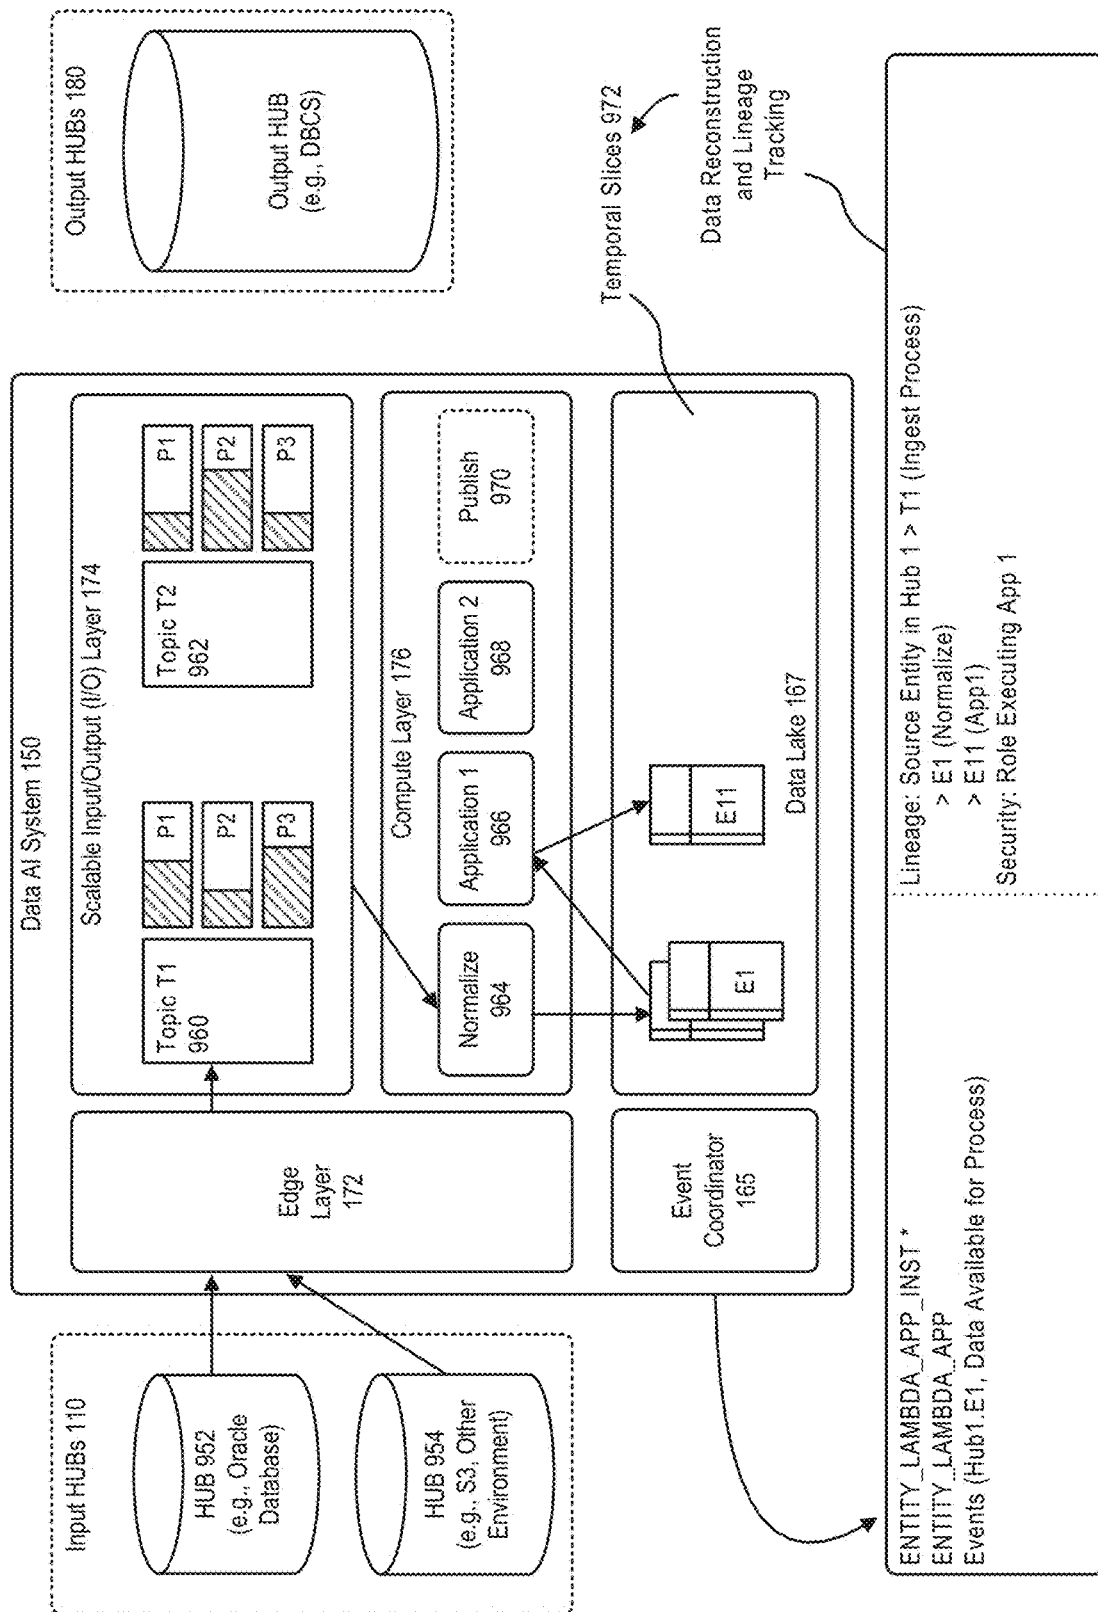 Input HUBs 110
HUB 952
(e.g., Oracle
Database)
HUB 954
(e.g., S3, Other
Environment)
Data AI System 150
Edge
Layer
172
Scalable Input/Output (I/O) Layer 174
Topic T1
960
P1
P2
P3
Topic T2
962
P1
P2
P3
Compute Layer 176
Normalize
964
Application 1
966
Application 2
968
Publish
970
Event
Coordinator
165
E1
E11
Data Lake 167
Output HUBs 180
Output HUB
(e.g., DBCS)
Temporal Slices 972
Data Reconstruction
and Lineage
Tracking
ENTITY_LAMBDA_APP_INST *
ENTITY_LAMBDA_APP
Events (Hub1.E1, Data Available for Process)
Lineage: Source Entity in Hub 1 > T1 (Ingest Process)
> E1 (Normalize)
> E11 (App1)
Security: Role Executing App 1